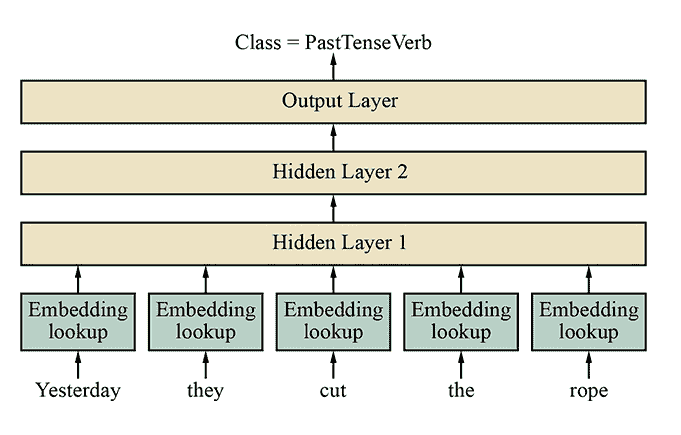 Class = PastTenseVerb
Output Layer
Hidden Layer 2
Hidden Layer 1
Embedding Embedding Embedding Embedding Embedding
lookup lookup lookup lookup lookup
Yesterday they cut the rope